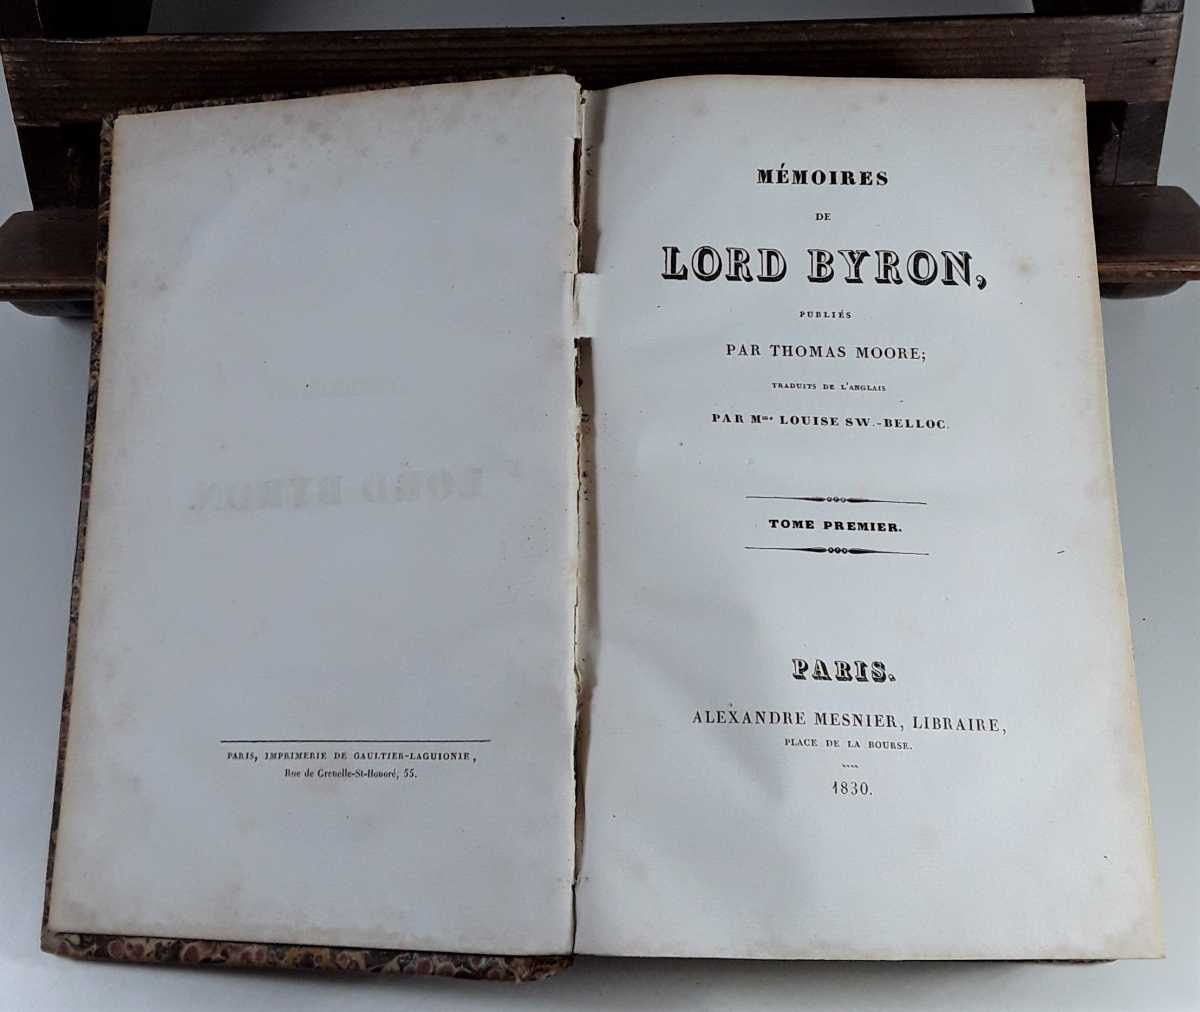 PARIS, IMPRIMERIE DE GAULTIER-LAGUIONIE,
Rue de Grenelle-St-Honoré, 55.
MÉMOIRES
DE
LORD BYRON,
PUBLIÉS
PAR THOMAS MOORE;
TRADUITS DE L'ANGLAIS
PAR Mme LOUISE SW.-BELLOC.
TOME PREMIER.
PARIS.
ALEXANDRE MESNIER, LIBRAIRE,
PLACE DE LA BOURSE.
1830.